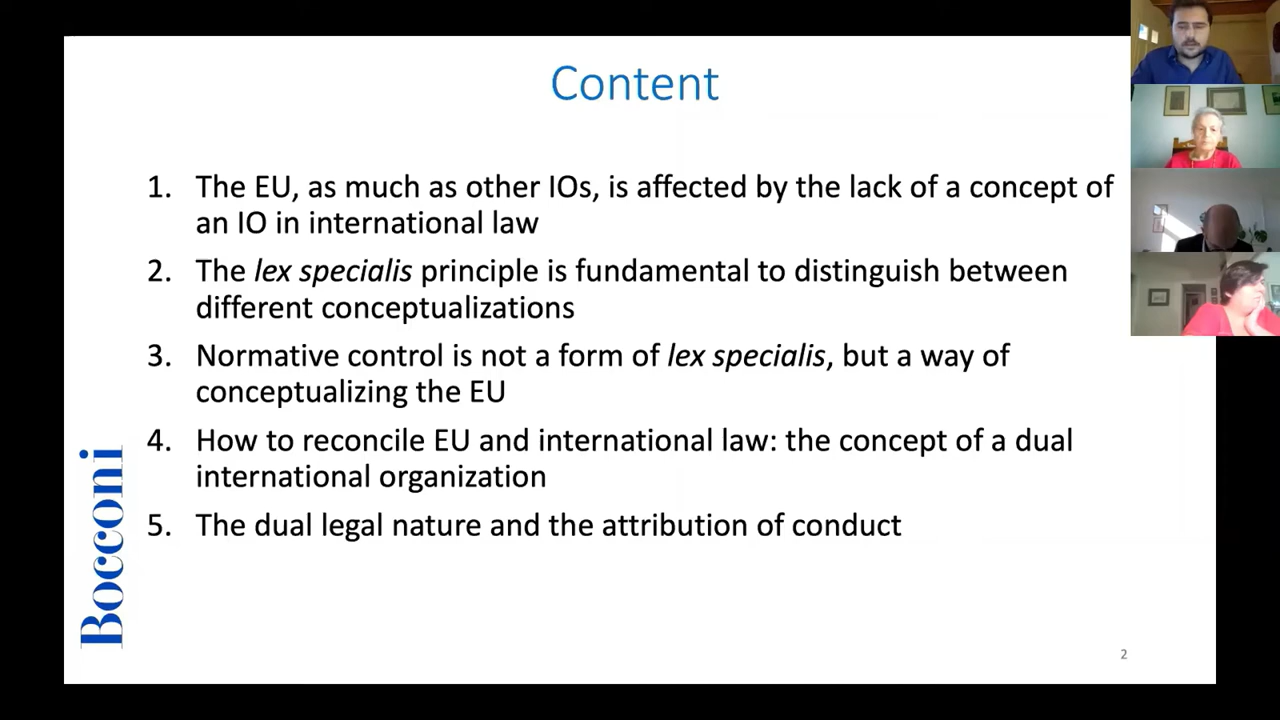 Content
1. The EU, as much as other IOs, is affected by the lack of a concept of
an IO in international law
2. The lex specialis principle is fundamental to distinguish between
different conceptualizations
3. Normative control is not a form of lex specialis, but a way of
conceptualizing the EU
4. How to reconcile EU and international law: the concept of a dual
international organization
5. The dual legal nature and the attribution of conduct
Bocconi
2